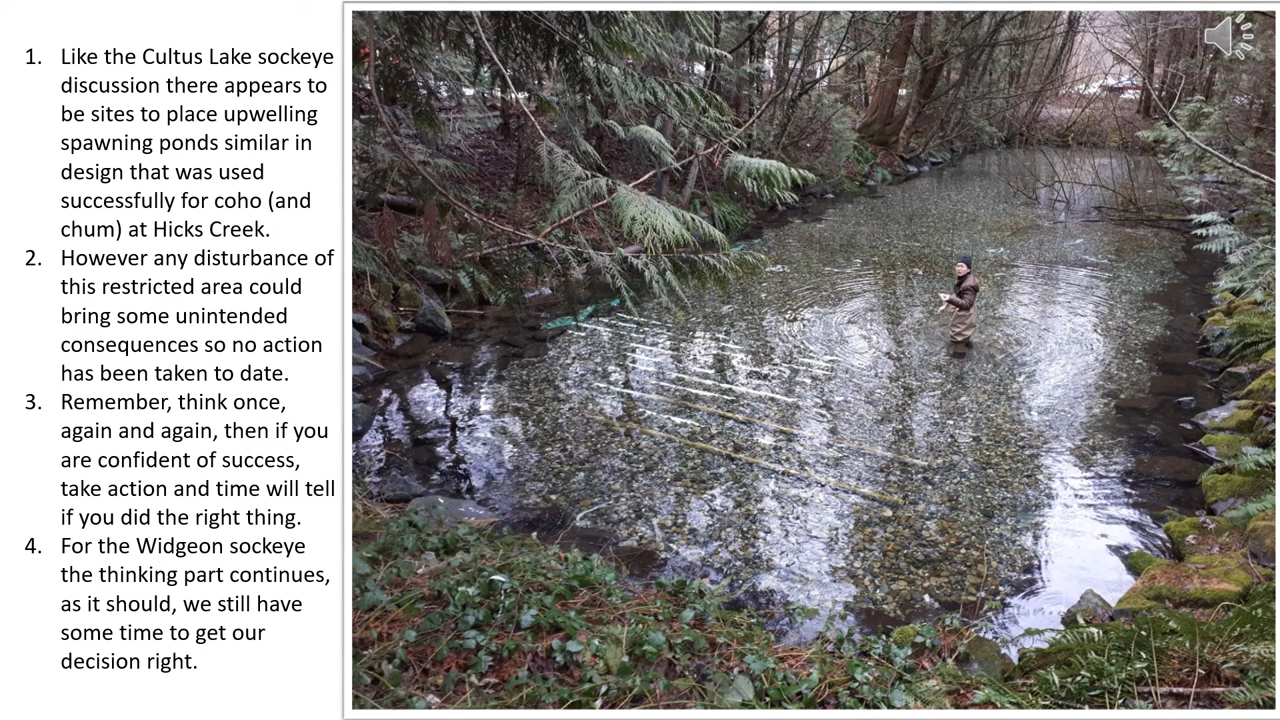 1. Like the Cultus Lake sockeye
discussion there appears to
be sites to place upwelling
spawning ponds similar in
design that was used
successfully for coho (and
chum) at Hicks Creek.
2. However any disturbance of
this restricted area could
bring some unintended
consequences so no action
has been taken to date.
3. Remember, think once,
again and again, then if you
are confident of success,
take action and time will tell
if you did the right thing.
4. For the Widgeon sockeye
the thinking part continues,
as it should, we still have
some time to get our
decision right.